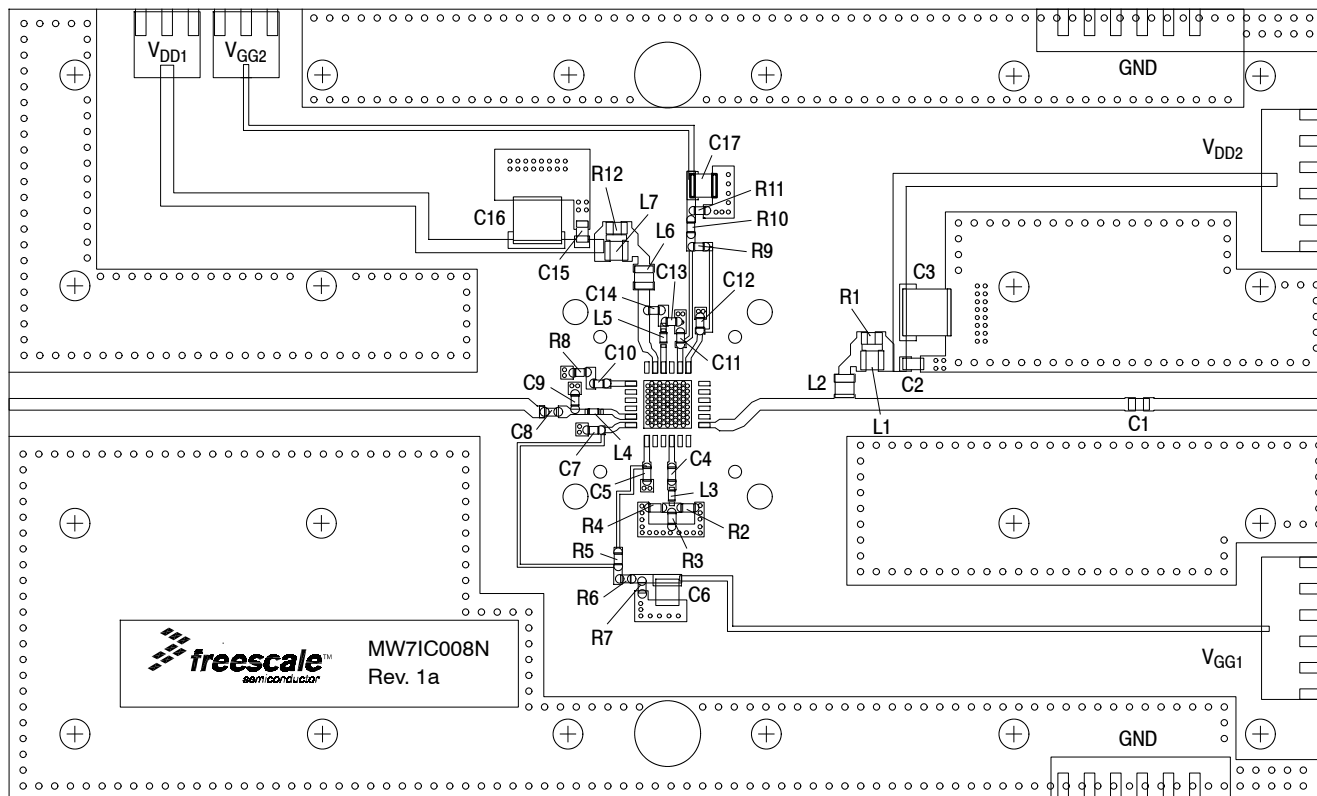 VDD1
VGG2
GND
C17
VDD2
R12
R11
L7
C16
R10
L6
R9
C15
C13
C3
C12
C14
R1
L5
R8
C10
C11
C9
L2
C2
C8
L4
L1
C1
C7
C4
C5
L3
R4
R2
R3
R5
R6
C6
R7
MW7IC008N
freescale™
semiconductor
Rev. 1a
VGG1
GND